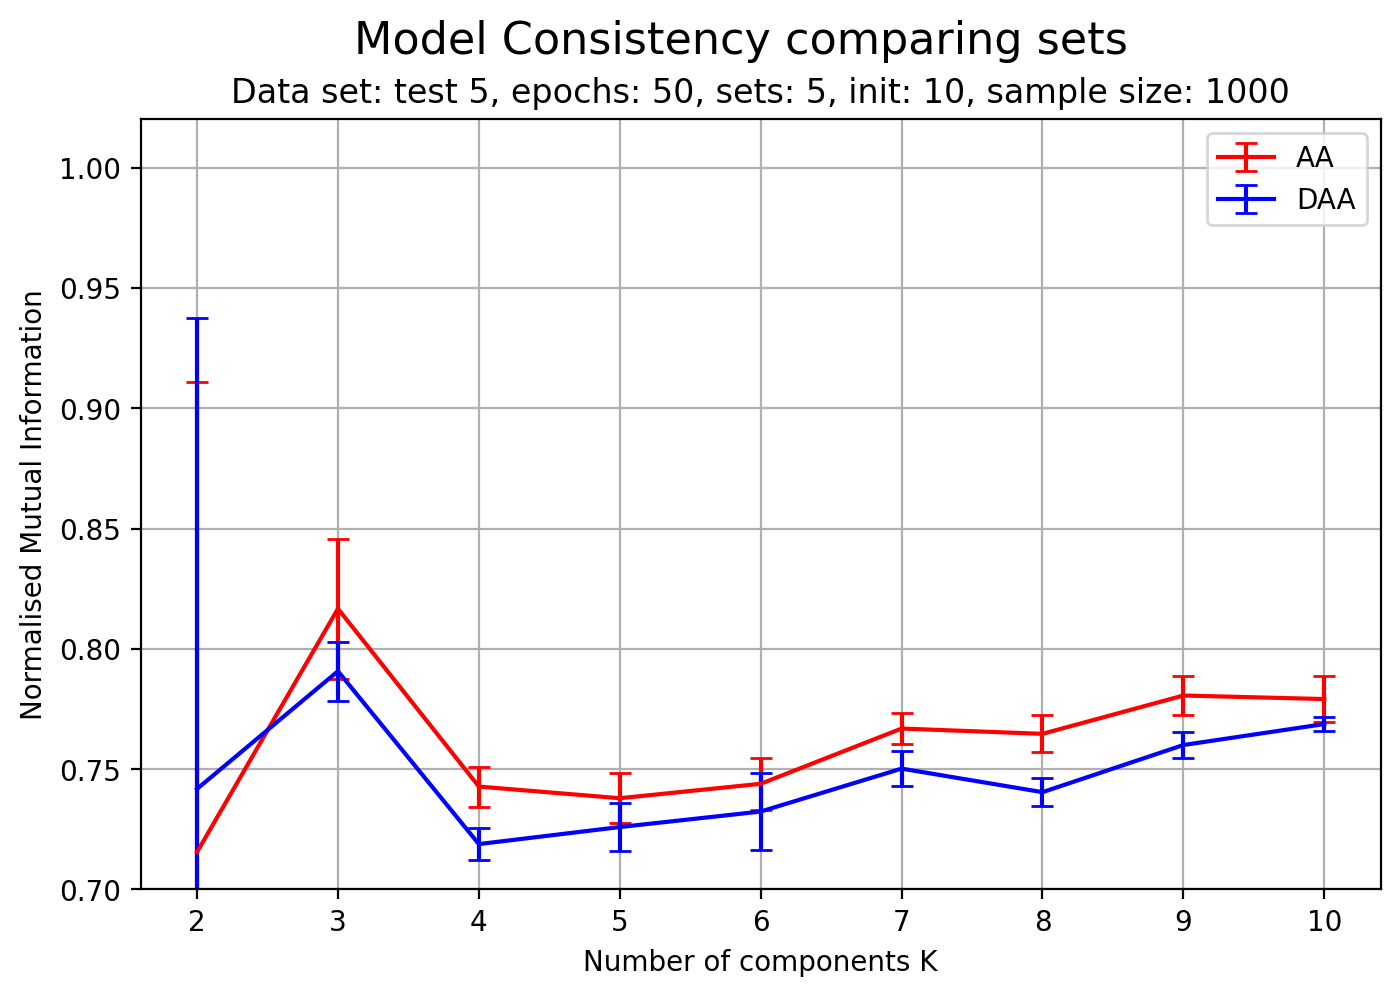 Model Consistency comparing sets
Data set: test 5, epochs: 50, sets: 5, init: 10, sample size: 1000
AA
DAA
Normalised Mutual Information
1.00
0.95
0.90
0.85
0.80
0.75
0.70
2 3 4 5 6 7 8 9 10
Number of components K